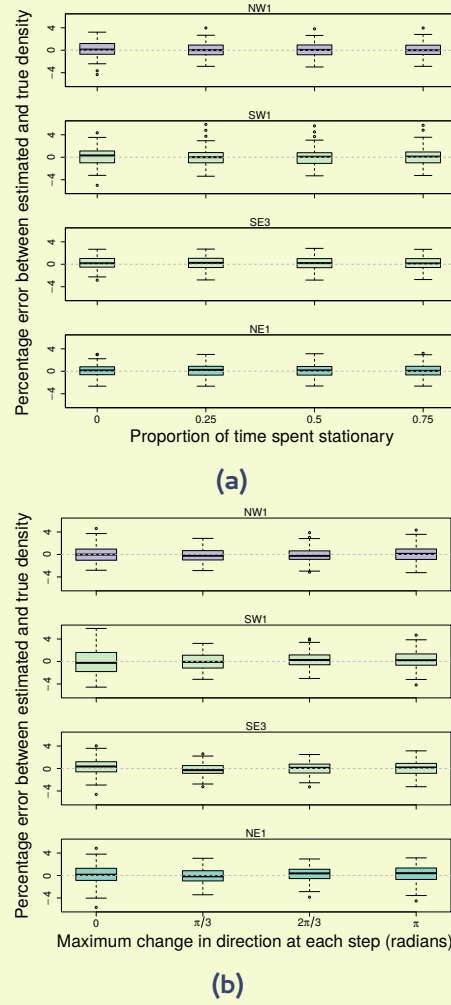 NW1
4
0
−4
SW1
4
0
−4
SE3
4
0
−4
NE1
4
0
−4
0 0.25 0.5 0.75
Proportion of time spent stationary
Percentage error between estimated and true density
(a)
NW1
4
0
−4
SW1
4
0
−4
SE3
4
0
−4
NE1
4
0
−4
0 π/3 2π/3 π
Maximum change in direction at each step (radians)
Percentage error between estimated and true density
(b)